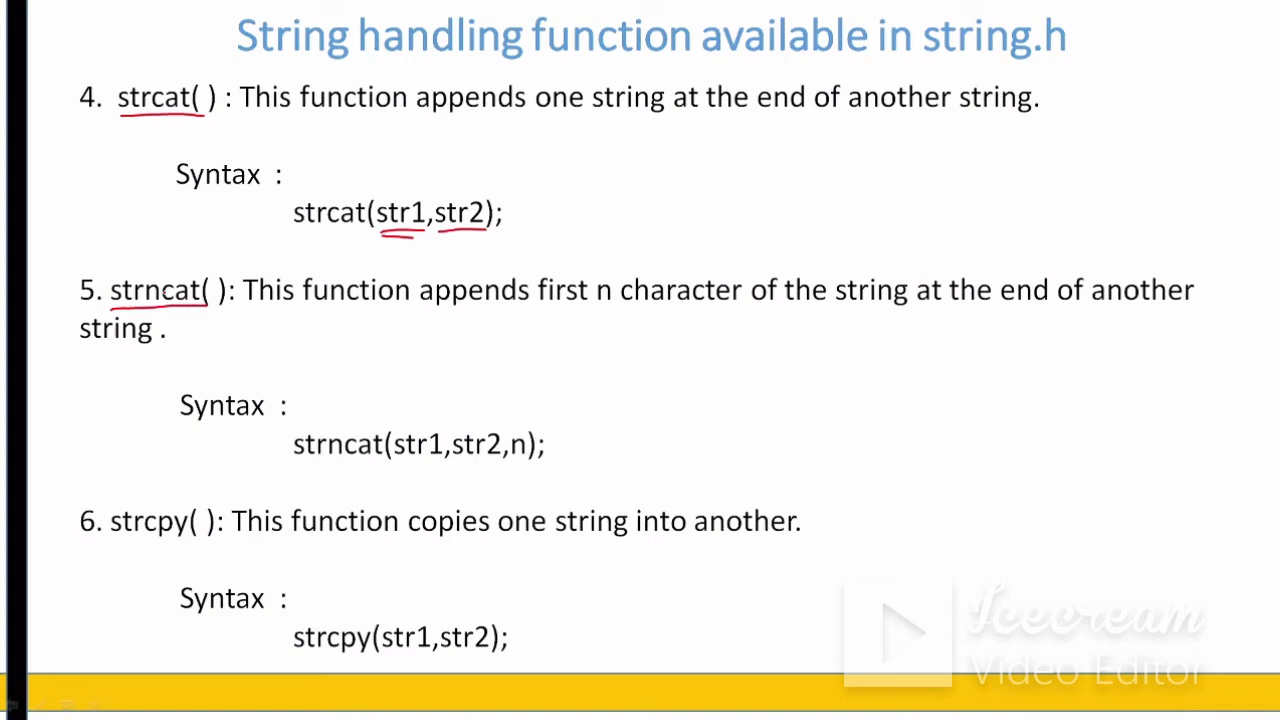 String handling function available in string.h
4. strcat( ) : This function appends one string at the end of another string.
Syntax :
strcat(str1,str2);
5. strncat( ): This function appends first n character of the string at the end of another
string .
Syntax :
strncat(str1,str2,n);
6. strcpy( ): This function copies one string into another.
Syntax :
strcpy(str1,str2);
Icecream
Video Editor